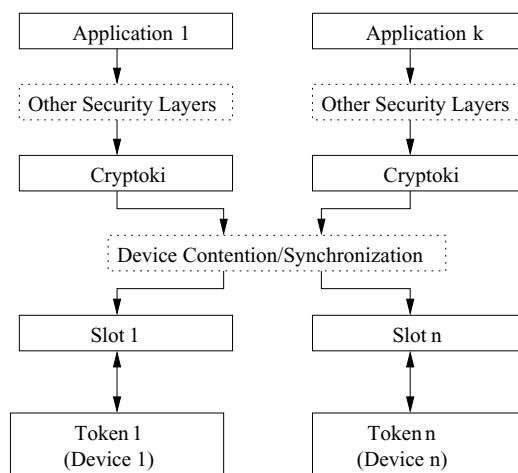 Application 1
Application k
Other Security Layers
Other Security Layers
Cryptoki
Cryptoki
Device Contention/Synchronization
Slot 1
Slot n
Token 1
(Device 1)
Token n
(Device n)